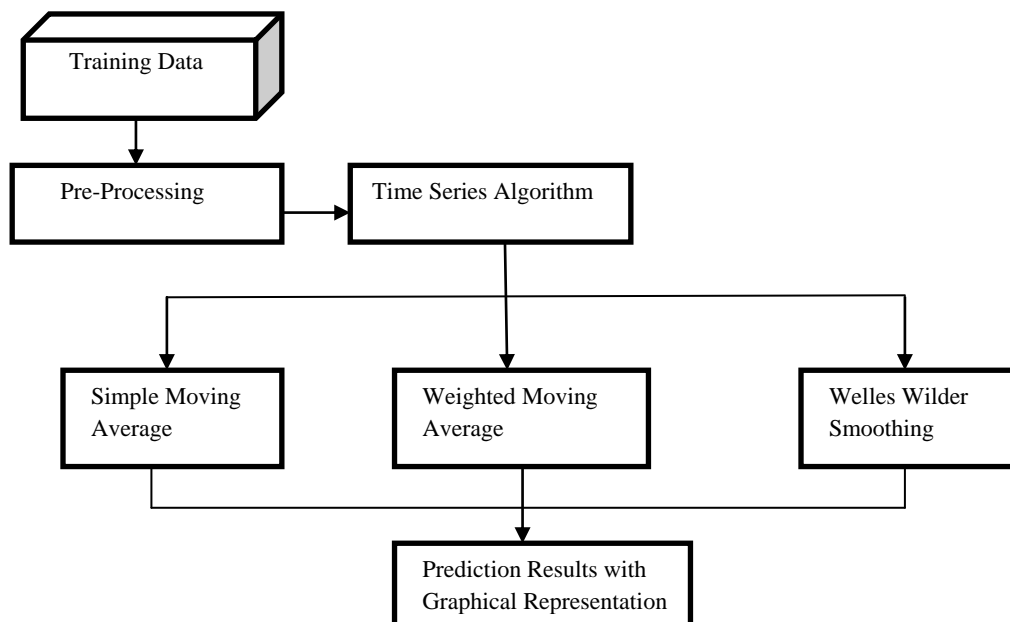 Training Data
Pre-Processing
Time Series Algorithm
Simple Moving
Average
Weighted Moving
Average
Welles Wilder
Smoothing
Prediction Results with
Graphical Representation